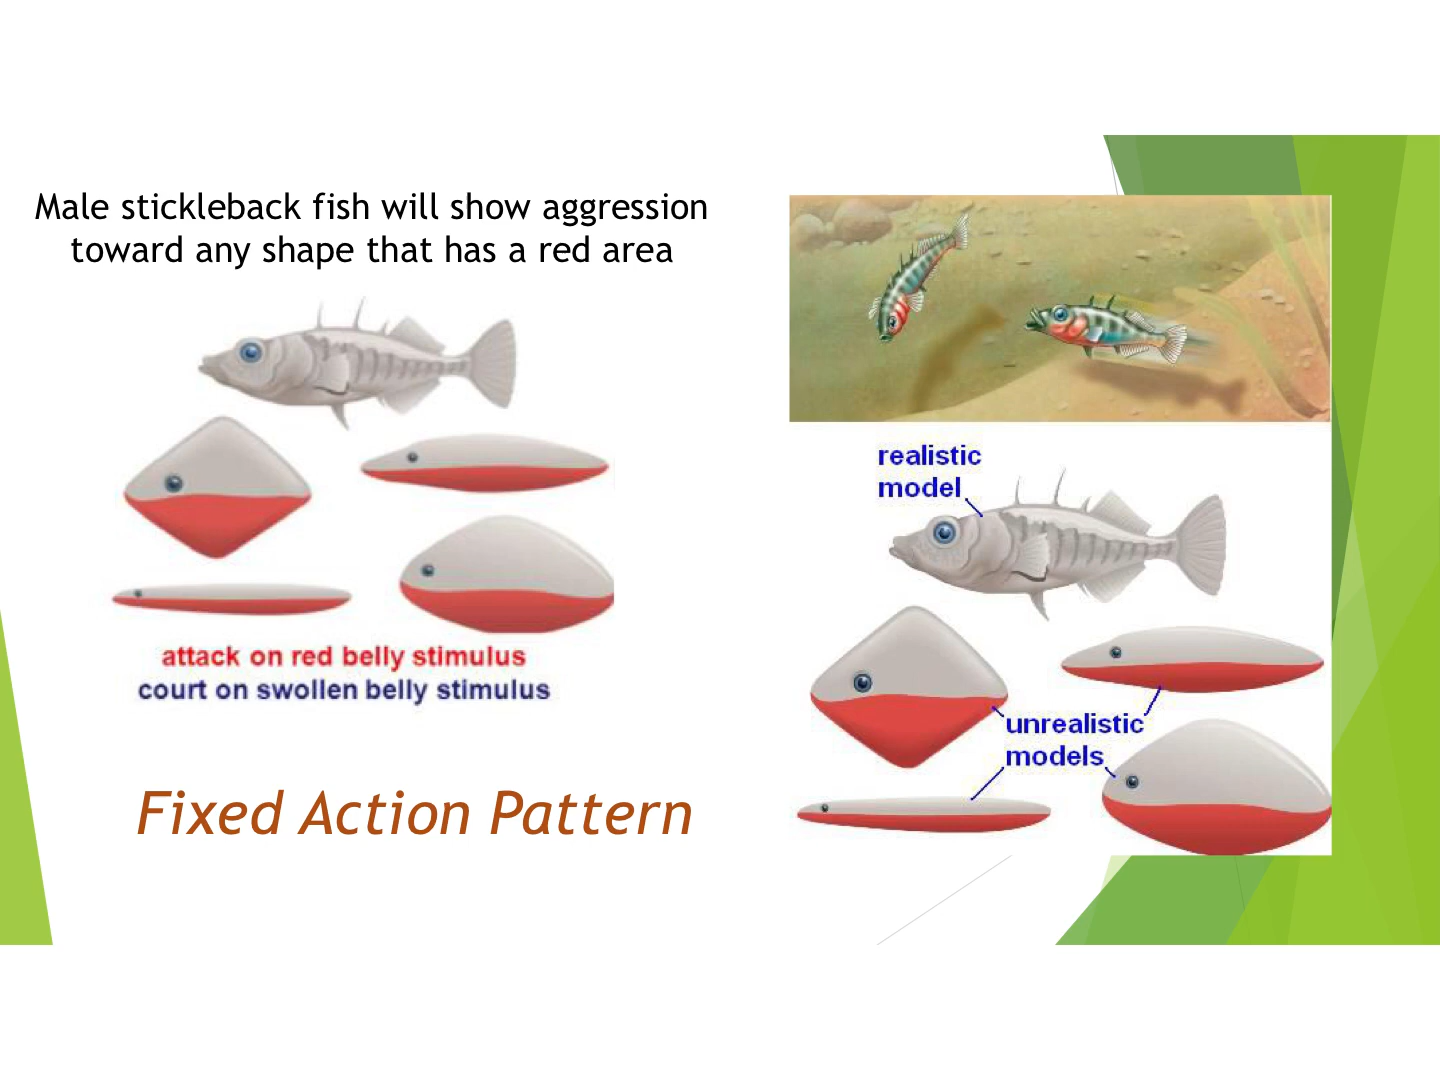 Male stickleback fish will show aggression
toward any shape that has a red area
attack on red belly stimulus
court on swollen belly stimulus
Fixed Action Pattern
realistic
model
unrealistic
models